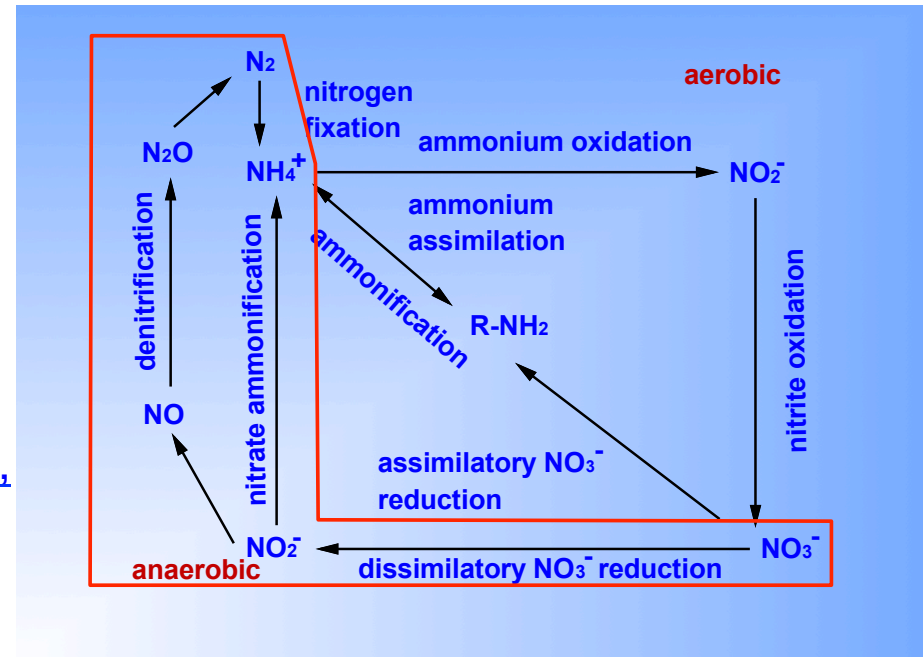 N₂
aerobic
nitrogen
fixation
ammonium oxidation
N₂O
NH₄⁺
NO₂⁻
ammonium
assimilation
ammonification
denitrification
nitrate ammonification
R-NH₂
nitrite oxidation
NO
assimilatory NO₃⁻
reduction
,
NO₂⁻
NO₃⁻
anaerobic
dissimilatory NO₃⁻ reduction